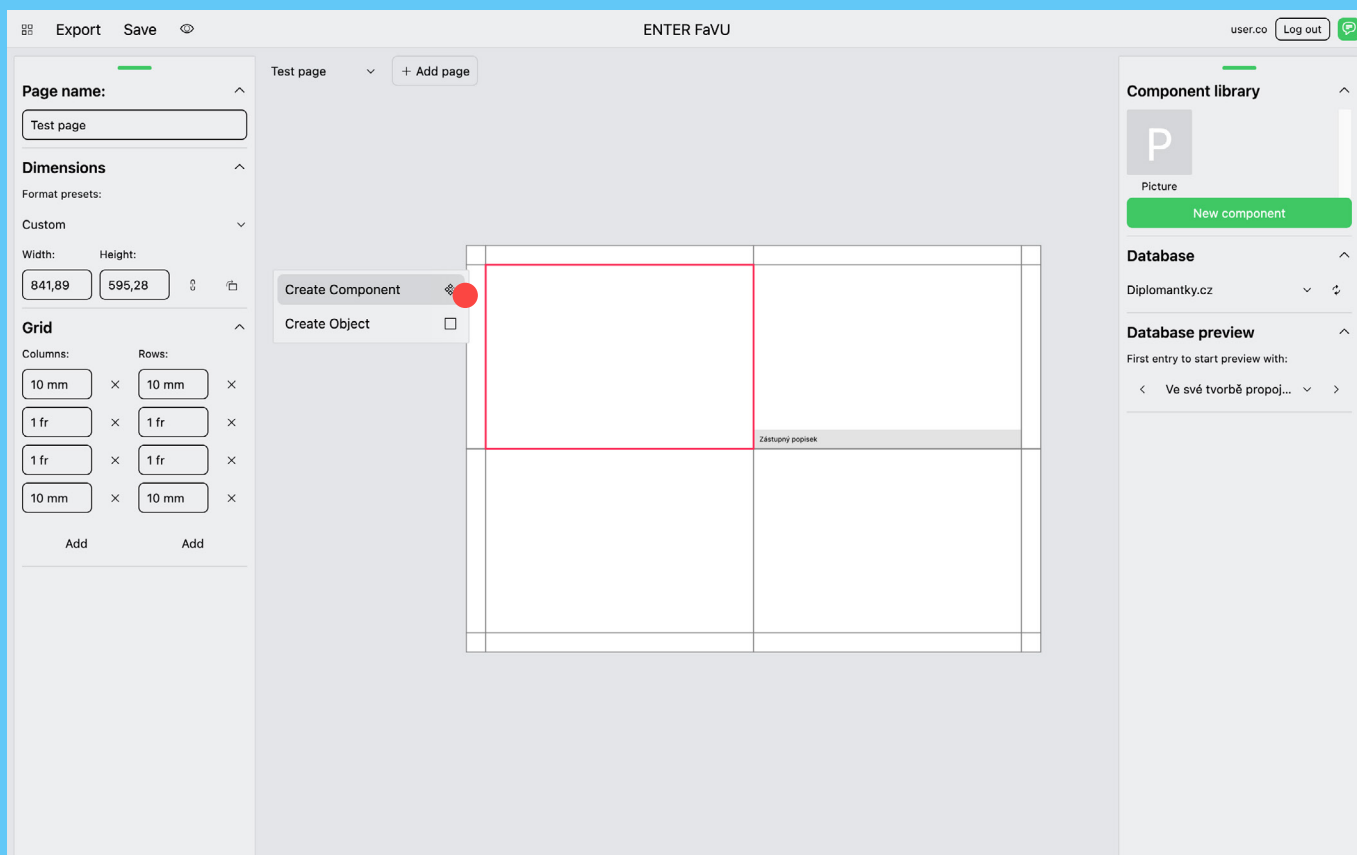 Export Save ENTER FaVU user.co Log out
Test page + Add page
Page name:
Test page
Dimensions
Format presets:
Custom
Width: Height:
841,89 595,28
Grid
Columns: Rows:
10 mm × 10 mm ×
1 fr × 1 fr ×
1 fr × 1 fr ×
10 mm × 10 mm ×
Add Add
Create Component
Create Object
Zástupný popisek
Component library
P
Picture
New component
Database
Diplomantky.cz
Database preview
First entry to start preview with:
Ve své tvorbě propoj...